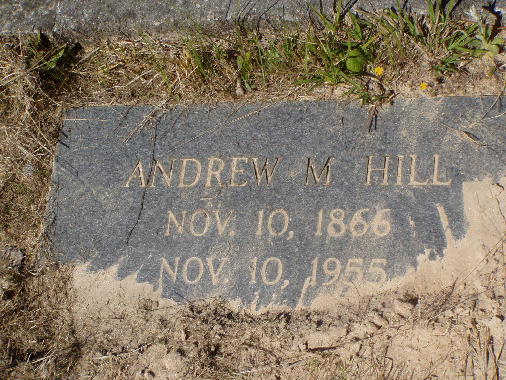 ANDREW M HILL
NOV. 10, 1866
NOV. 10, 1955